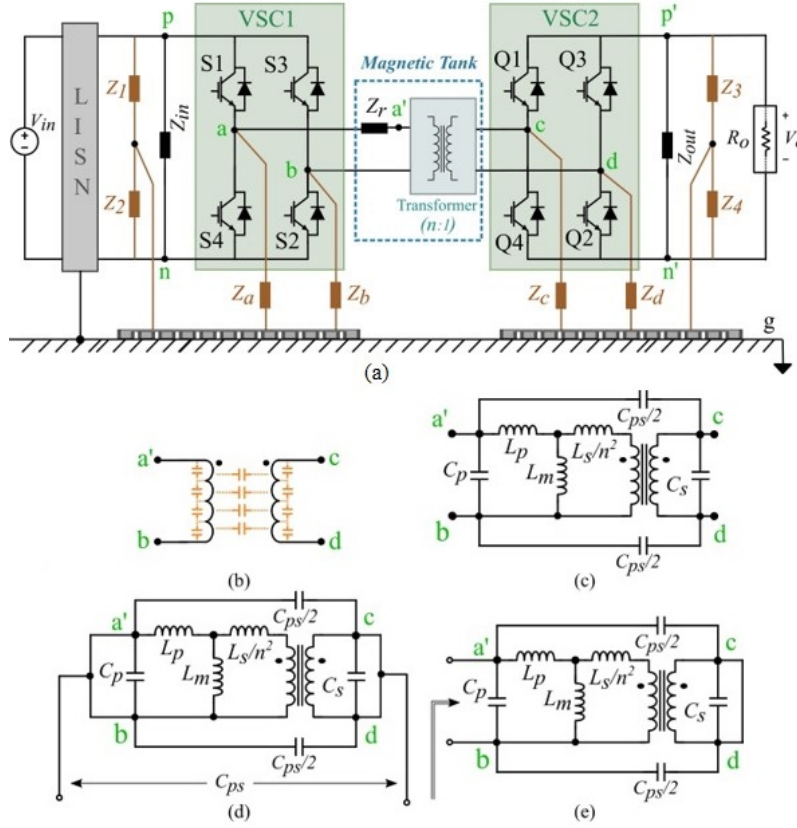 VSC1
VSC2
p
p'
S1
S3
Magnetic Tank
Q1
Q3
Z1
Zin
Zr
a'
Z3
Vin
LISN
a
c
Zout
Ro
+
-
b
d
Z2
S4
S2
Transformer
(n:1)
Q4
Q2
Z4
n
n'
Za
Zb
Zc
Zd
g
(a)
a'
c
b
d
(b)
Cps/2
a'
c
Lp
Ls/n²
Cp
Lm
Cs
b
d
Cps/2
(c)
Cps/2
a'
c
Lp
Ls/n²
Cp
Lm
Cs
b
d
Cps/2
Cps
(d)
Cps/2
a'
c
Lp
Ls/n²
Cp
Lm
Cs
b
d
Cps/2
(e)